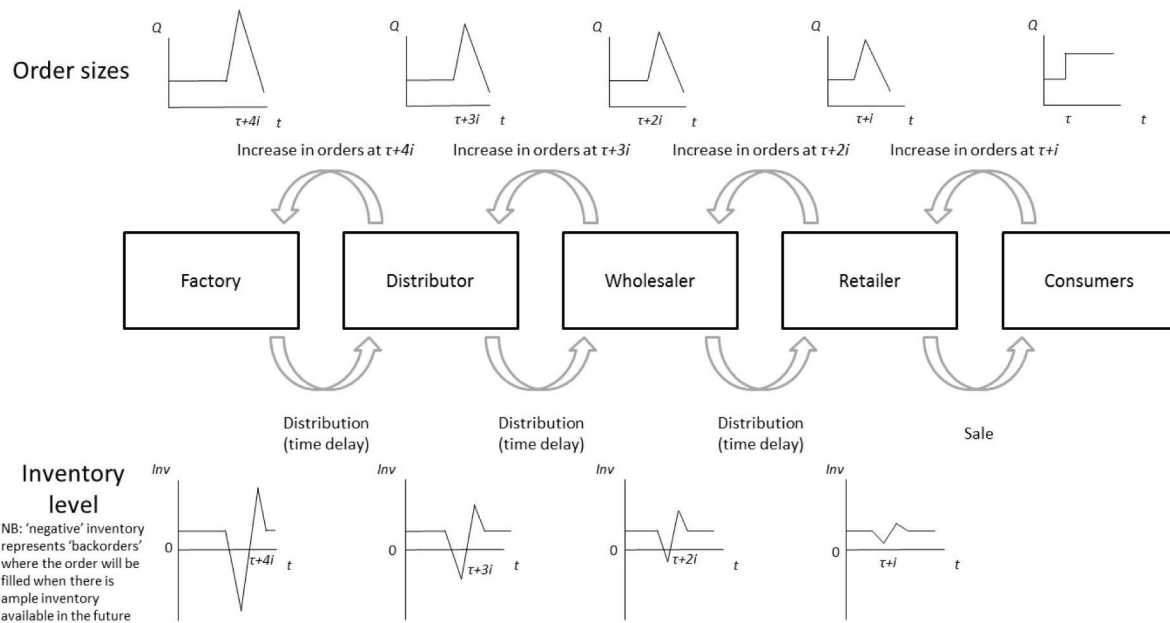 Q
Q
Q
Q
Q
Order sizes
τ+4i t
τ+3i t
τ+2i t
τ+i t
τ t
Increase in orders at τ+4i
Increase in orders at τ+3i
Increase in orders at τ+2i
Increase in orders at τ+i
Factory
Distributor
Wholesaler
Retailer
Consumers
Distribution
(time delay)
Distribution
(time delay)
Distribution
(time delay)
Sale
Inventory
level
NB: ‘negative’ inventory
represents ‘backorders’
where the order will be
filled when there is
ample inventory
available in the future
Inv
0
τ+4i t
Inv
0
τ+3i t
Inv
0
τ+2i t
Inv
0
τ+i t